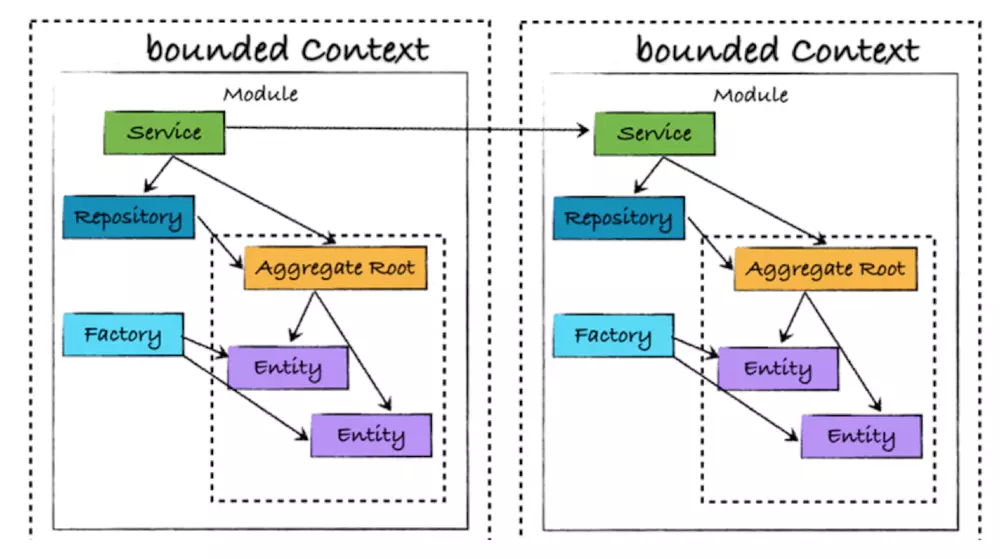 bounded Context
Module
Service
Repository
Aggregate Root
Factory
Entity
Entity
bounded Context
Module
Service
Repository
Aggregate Root
Factory
Entity
Entity